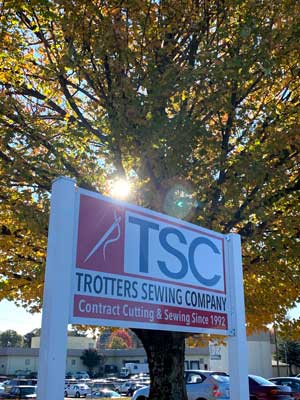 TSC
TROTTERS SEWING COMPANY
Contract Cutting & Sewing Since 1992